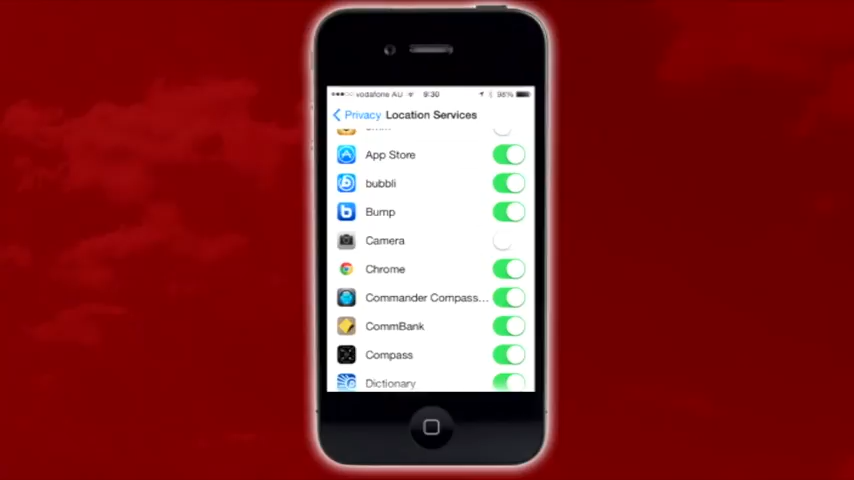 vodafone AU 9:30 98%
Privacy Location Services
App Store
bubbli
Bump
Camera
Chrome
Commander Compass...
CommBank
Compass
Dictionary